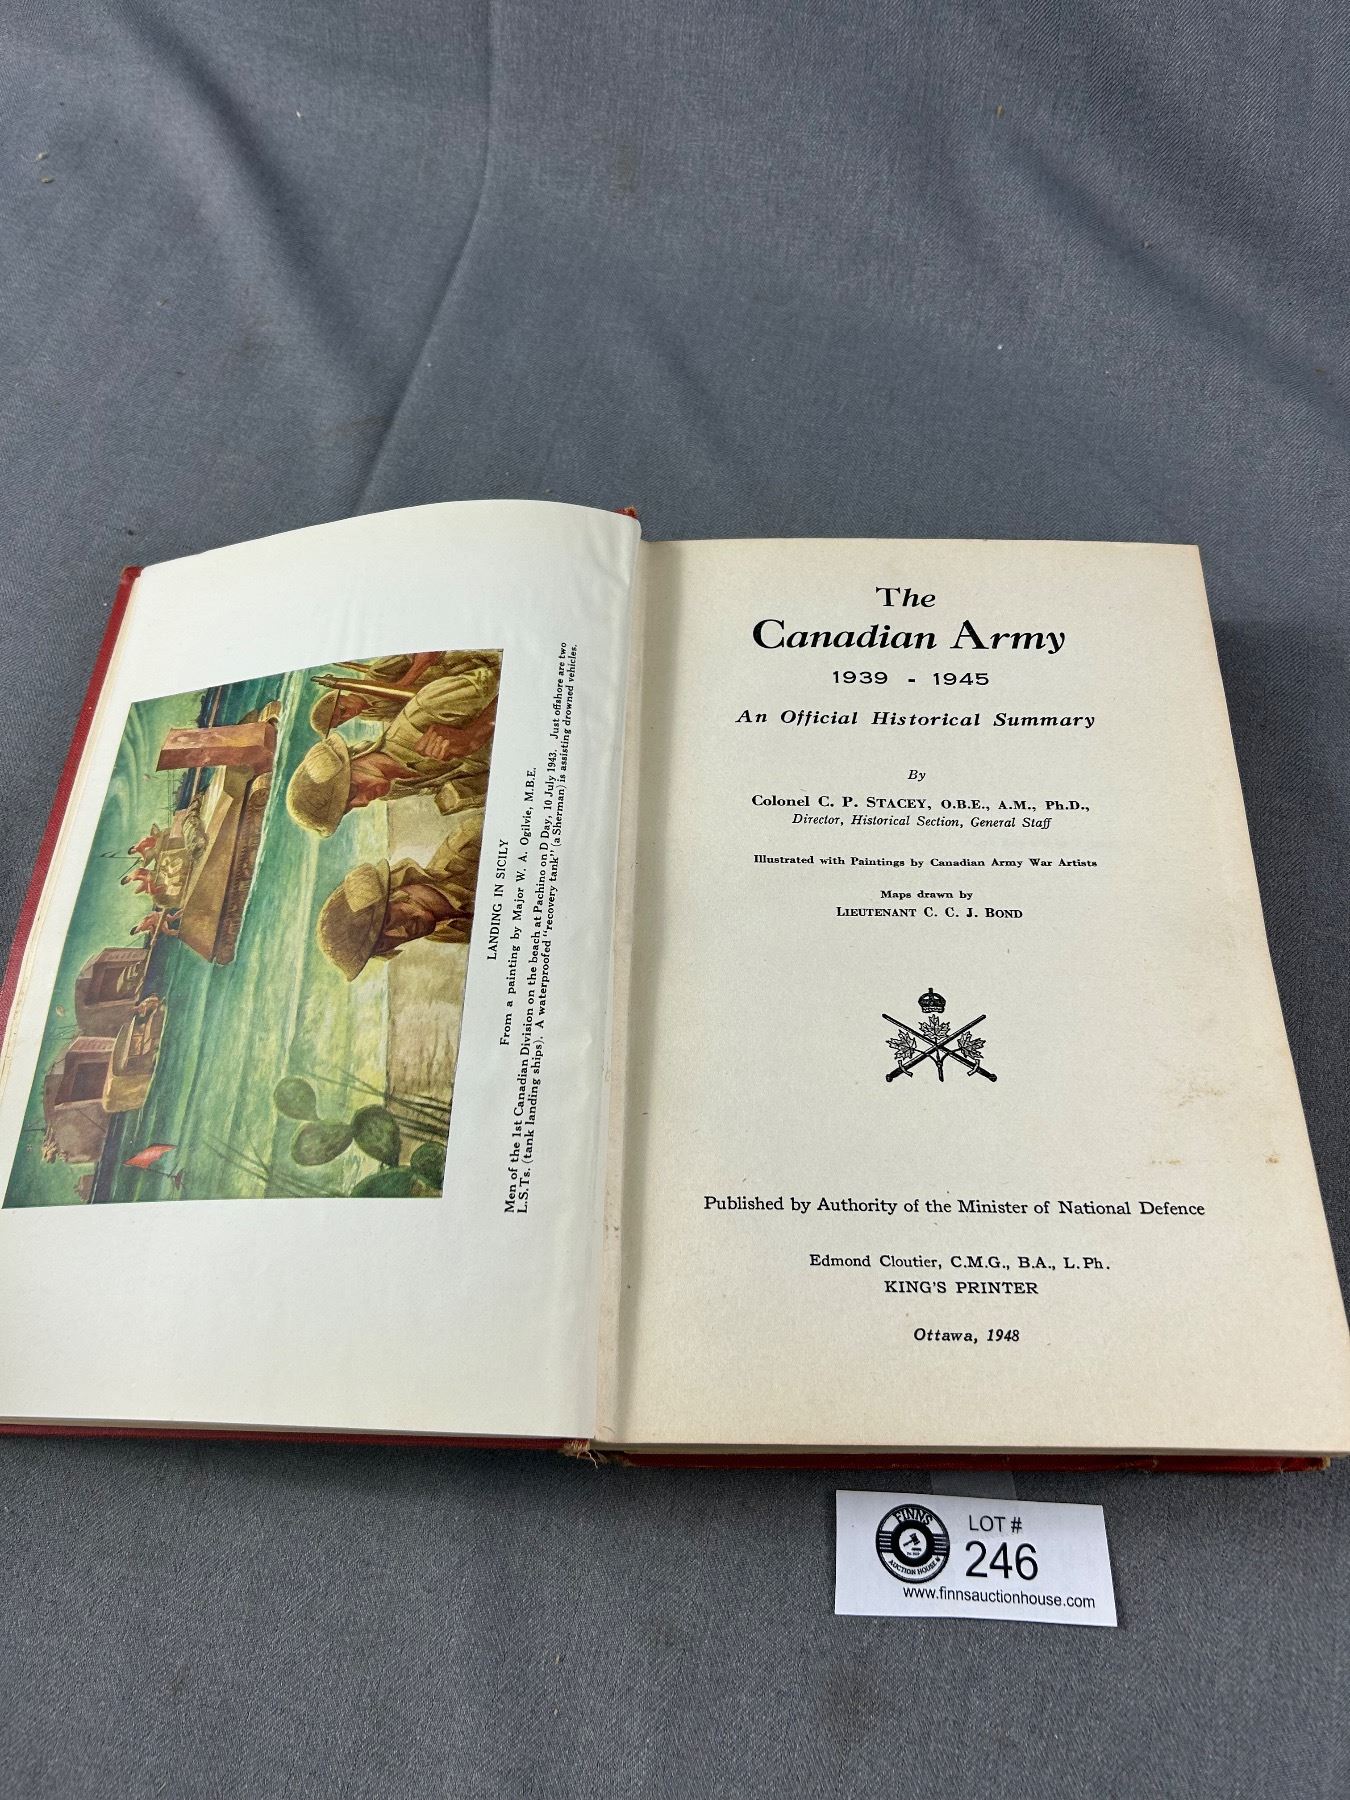 LANDING IN SICILY
From a painting by Major W. A. Ogilvie, M.B.E.
Men of the 1st Canadian Division on the beach at Pachino on D Day, 10 July 1943. Just offshore are two
L.S.Ts. (tank landing ships). A waterproofed "recovery tank" (a Sherman) is assisting drowned vehicles.
The
Canadian Army
1939 - 1945
An Official Historical Summary
By
Colonel C. P. STACEY, O.B.E., A.M., Ph.D.,
Director, Historical Section, General Staff
Illustrated with Paintings by Canadian Army War Artists
Maps drawn by
LIEUTENANT C. C. J. BOND
Published by Authority of the Minister of National Defence
Edmond Cloutier, C.M.G., B.A., L.Ph.
KING'S PRINTER
Ottawa, 1948
FINNS
AUCTION HOUSE
LOT #
246
www.finnsauctionhouse.com